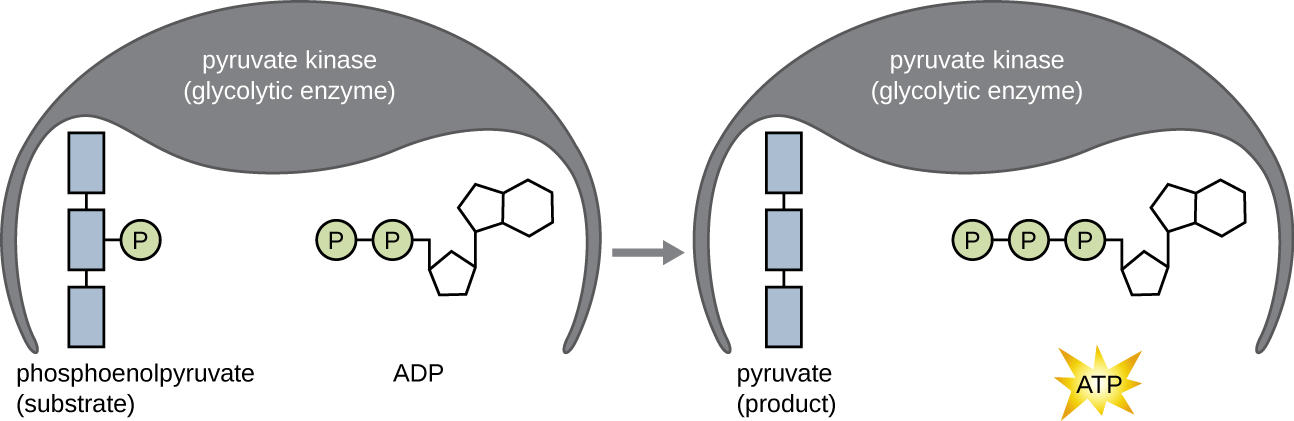 pyruvate kinase
(glycolytic enzyme)
P
P
P
phosphoenolpyruvate
(substrate)
ADP
pyruvate kinase
(glycolytic enzyme)
P
P
P
pyruvate
(product)
ATP